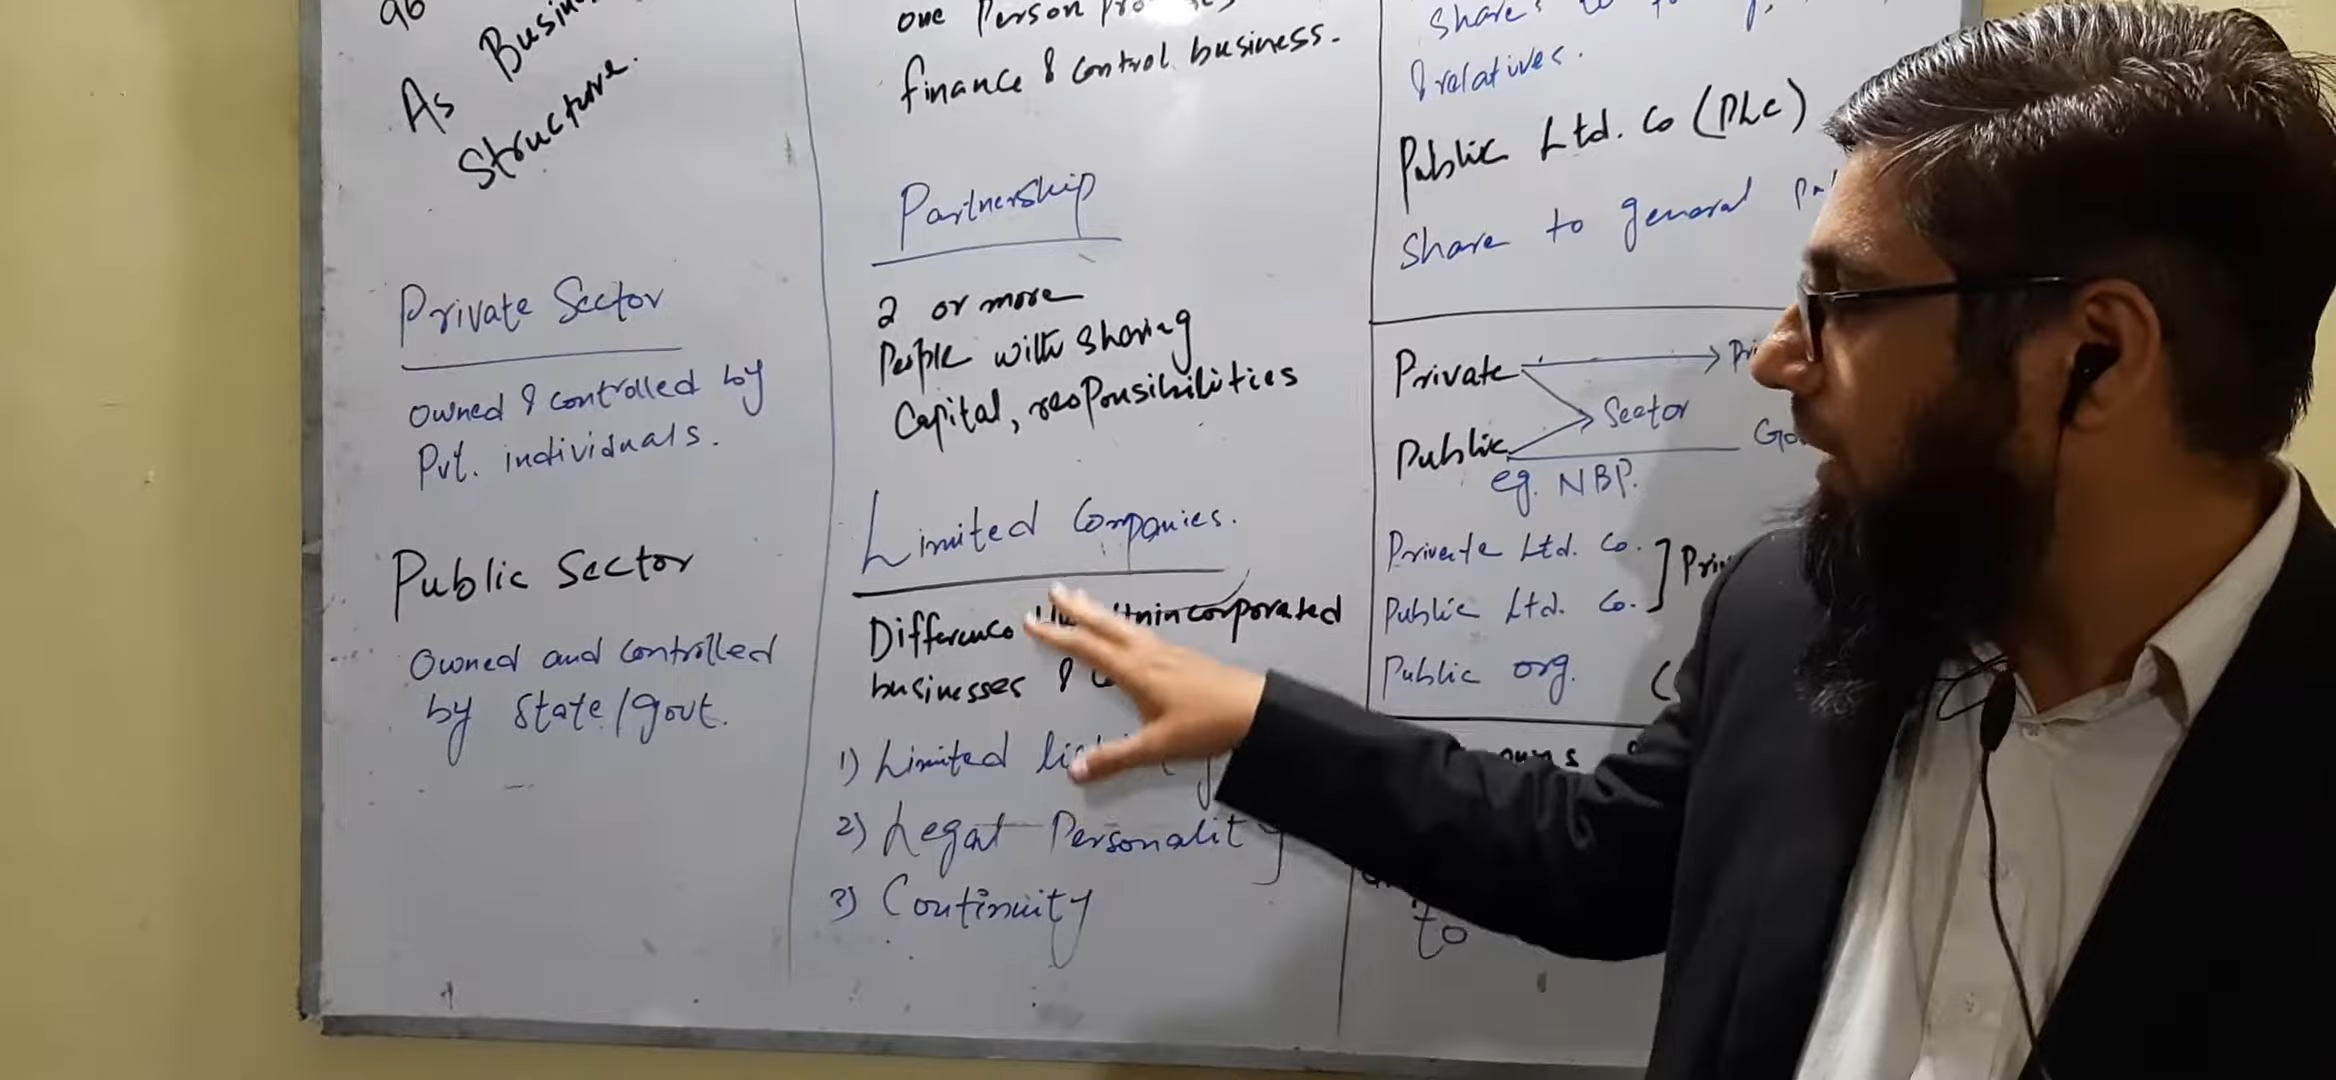 As Busin
Structure.
Private Sector
Owned & controlled by
Pvt. individuals.
Public Sector
Owned and controlled
by State/govt.
one Person
finance & control business.
Partnership
2 or more
People with sharing
Capital, responsibilities
Limited Companies.
Difference Unincorporated
businesses &
1) Limited
2) Legal Personality
3) Continuity
Share
& relatives.
Public Ltd. Co (PLC)
Share to general
Private
Sector
Public
eg. NBP.
Private Ltd. Co.
Public Ltd. Co.
Public org. (
to